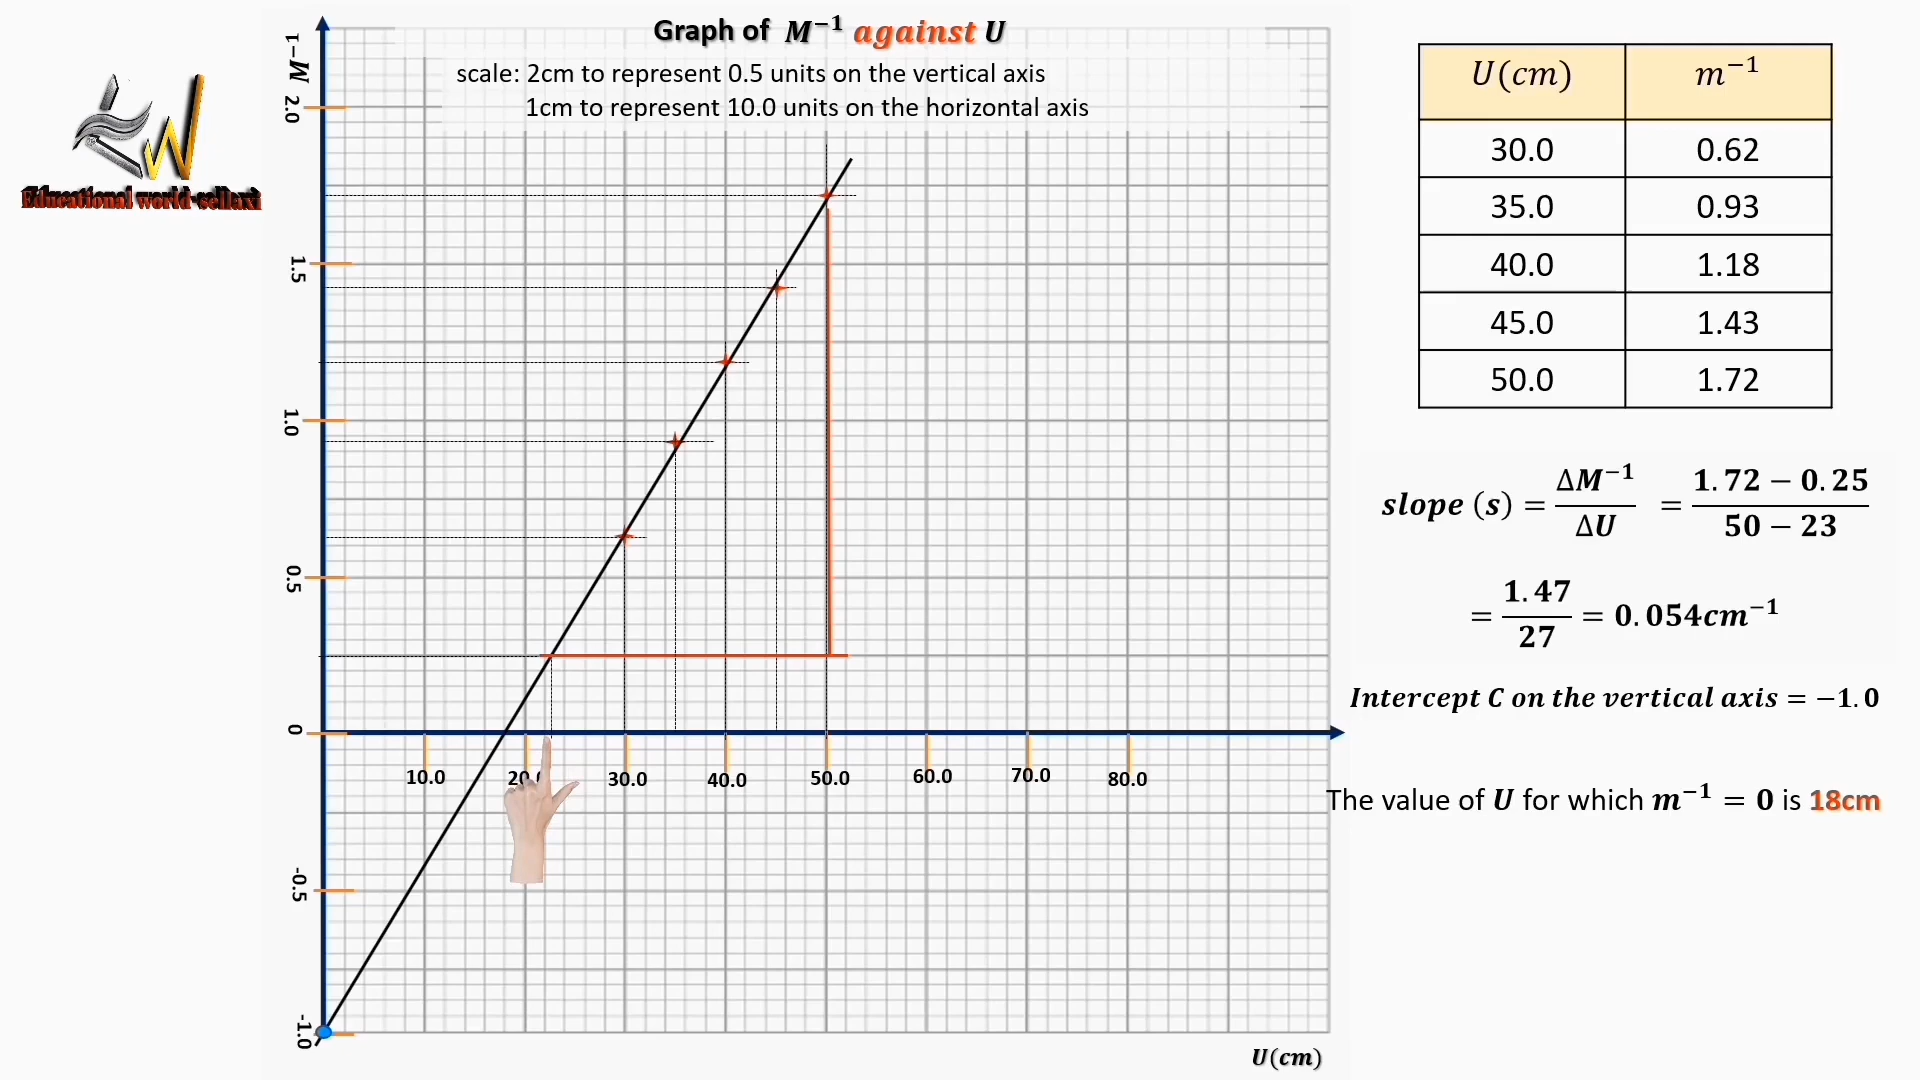 Graph of M⁻¹ against U
scale: 2cm to represent 0.5 units on the vertical axis
1cm to represent 10.0 units on the horizontal axis
Educational world-sellaxi
M⁻¹
2.0
1.5
1.0
0.5
0
-0.5
-1.0
10.0 20.0 30.0 40.0 50.0 60.0 70.0 80.0
U(cm)
U(cm) m⁻¹
30.0 0.62
35.0 0.93
40.0 1.18
45.0 1.43
50.0 1.72
slope (s) = ΔM⁻¹/ΔU = 1.72 − 0.25/50 − 23
= 1.47/27 = 0.054cm⁻¹
Intercept C on the vertical axis = −1.0
The value of U for which m⁻¹ = 0 is 18cm